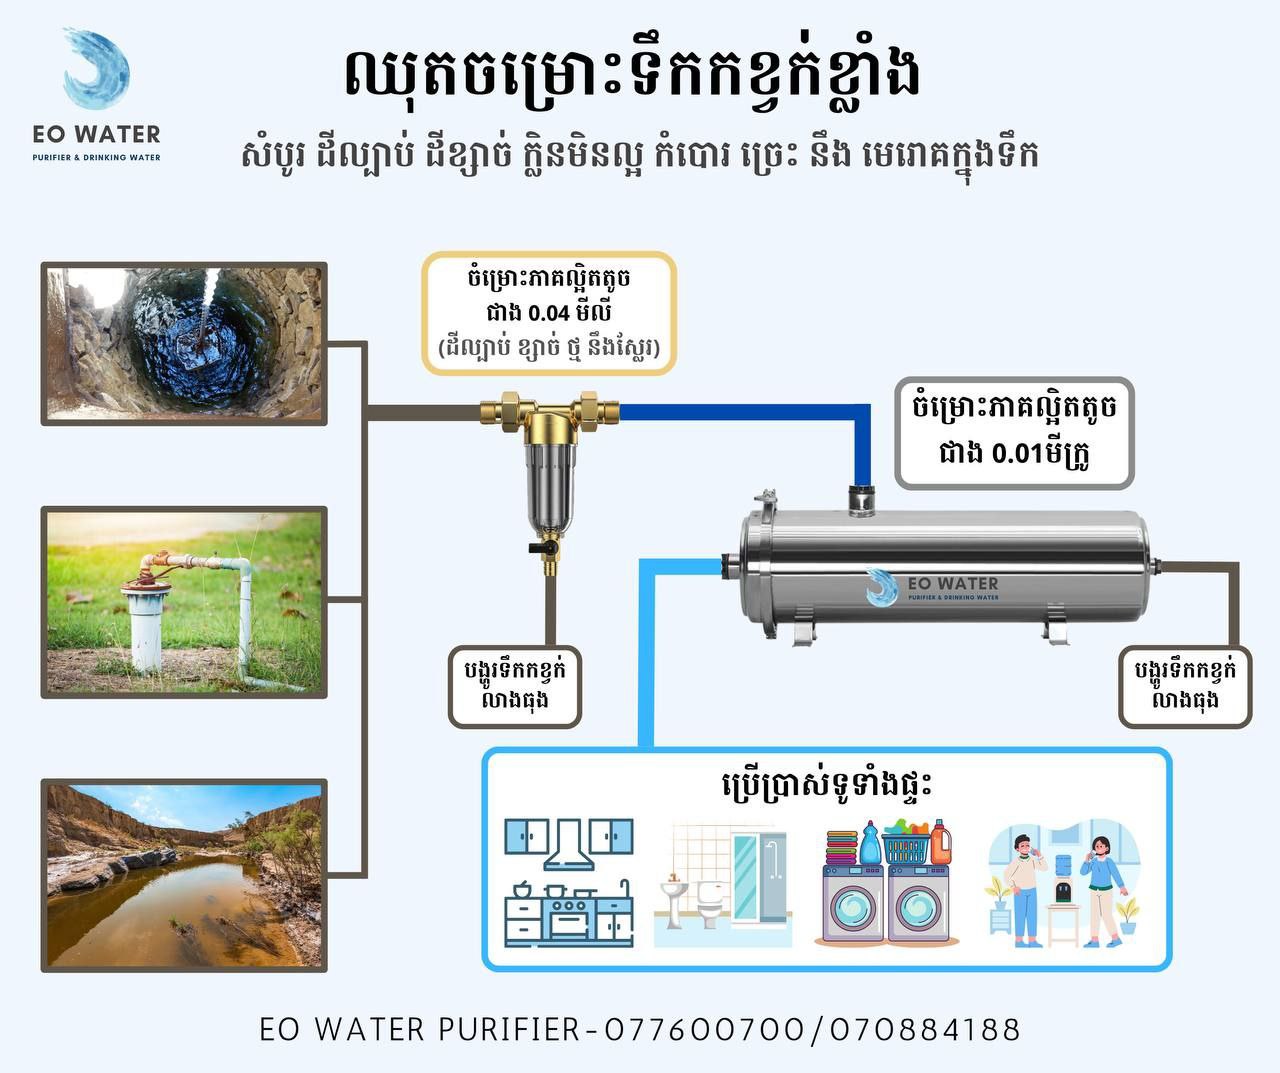 ឈុតចម្រោះទឹកកខ្វក់ខ្លាំង
EO WATER
PURIFIER & DRINKING WATER
សំបូរ ដីល្បាប់ ដីខ្សាច់ ក្លិនមិនល្អ កំបោរ ច្រេះ នឹង មេរោគក្នុងទឹក
ចំម្រោះភាគល្អិតតូច
ជាង 0.04 មីលី
(ដីល្បាប់ ខ្សាច់ ថ្ម នឹងស្លែរ)
ចំម្រោះភាគល្អិតតូច
ជាង 0.01មីក្រូ
EO WATER
PURIFIER & DRINKING WATER
បង្ហូរទឹកកខ្វក់
លាងធុង
បង្ហូរទឹកកខ្វក់
លាងធុង
ប្រើប្រាស់ទូទាំងផ្ទះ
EO WATER PURIFIER-077600700/070884188